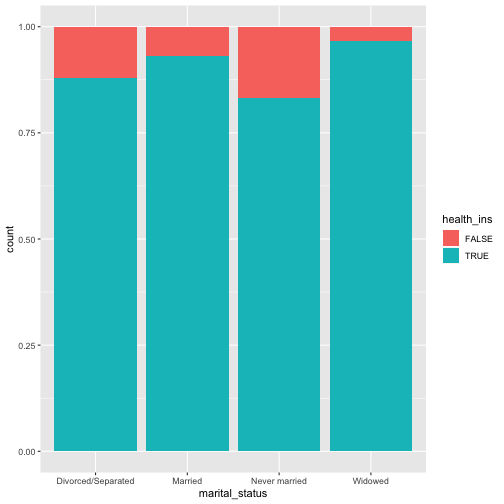 1.00
0.75
0.50
0.25
0.00
count
Divorced/Separated Married Never married Widowed
marital_status
health_ins
FALSE
TRUE